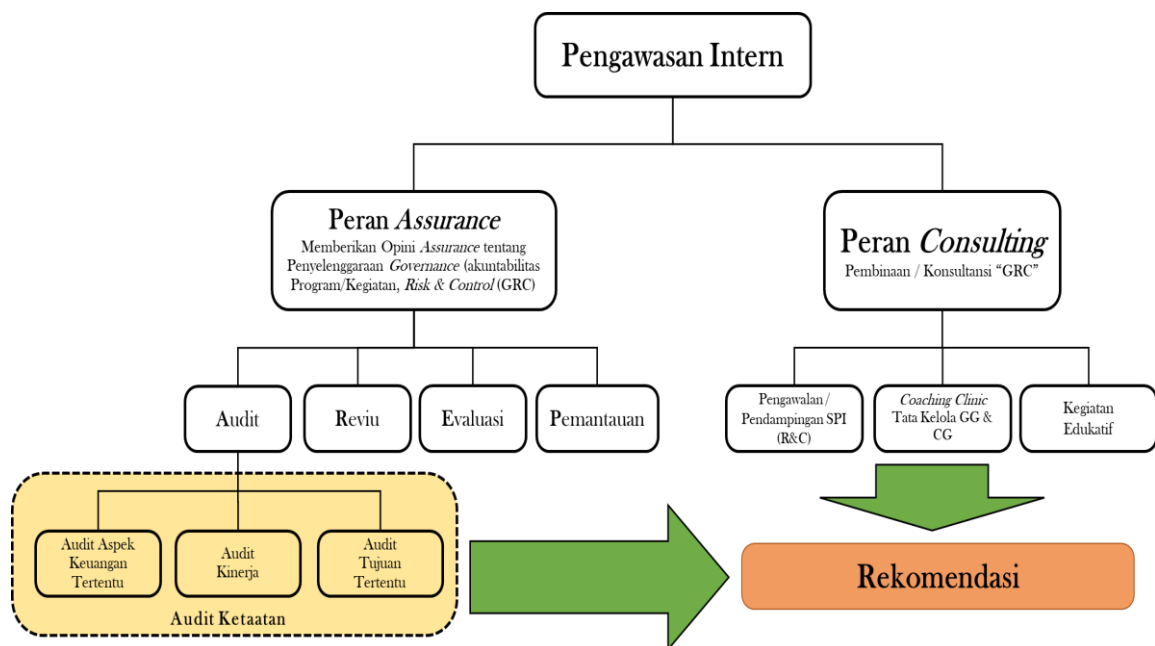 Pengawasan Intern
Peran Assurance
Memberikan Opini Assurance tentang
Penyelenggaraan Governance (akuntabilitas
Program/Kegiatan, Risk & Control (GRC)
Peran Consulting
Pembinaan / Konsultansi “GRC”
Audit
Reviu
Evaluasi
Pemantauan
Pengawalan /
Pendampingan SPI
(R&C)
Coaching Clinic
Tata Kelola GG &
CG
Kegiatan
Edukatif
Audit Aspek
Keuangan
Tertentu
Audit
Kinerja
Audit
Tujuan
Tertentu
Audit Ketaatan
Rekomendasi